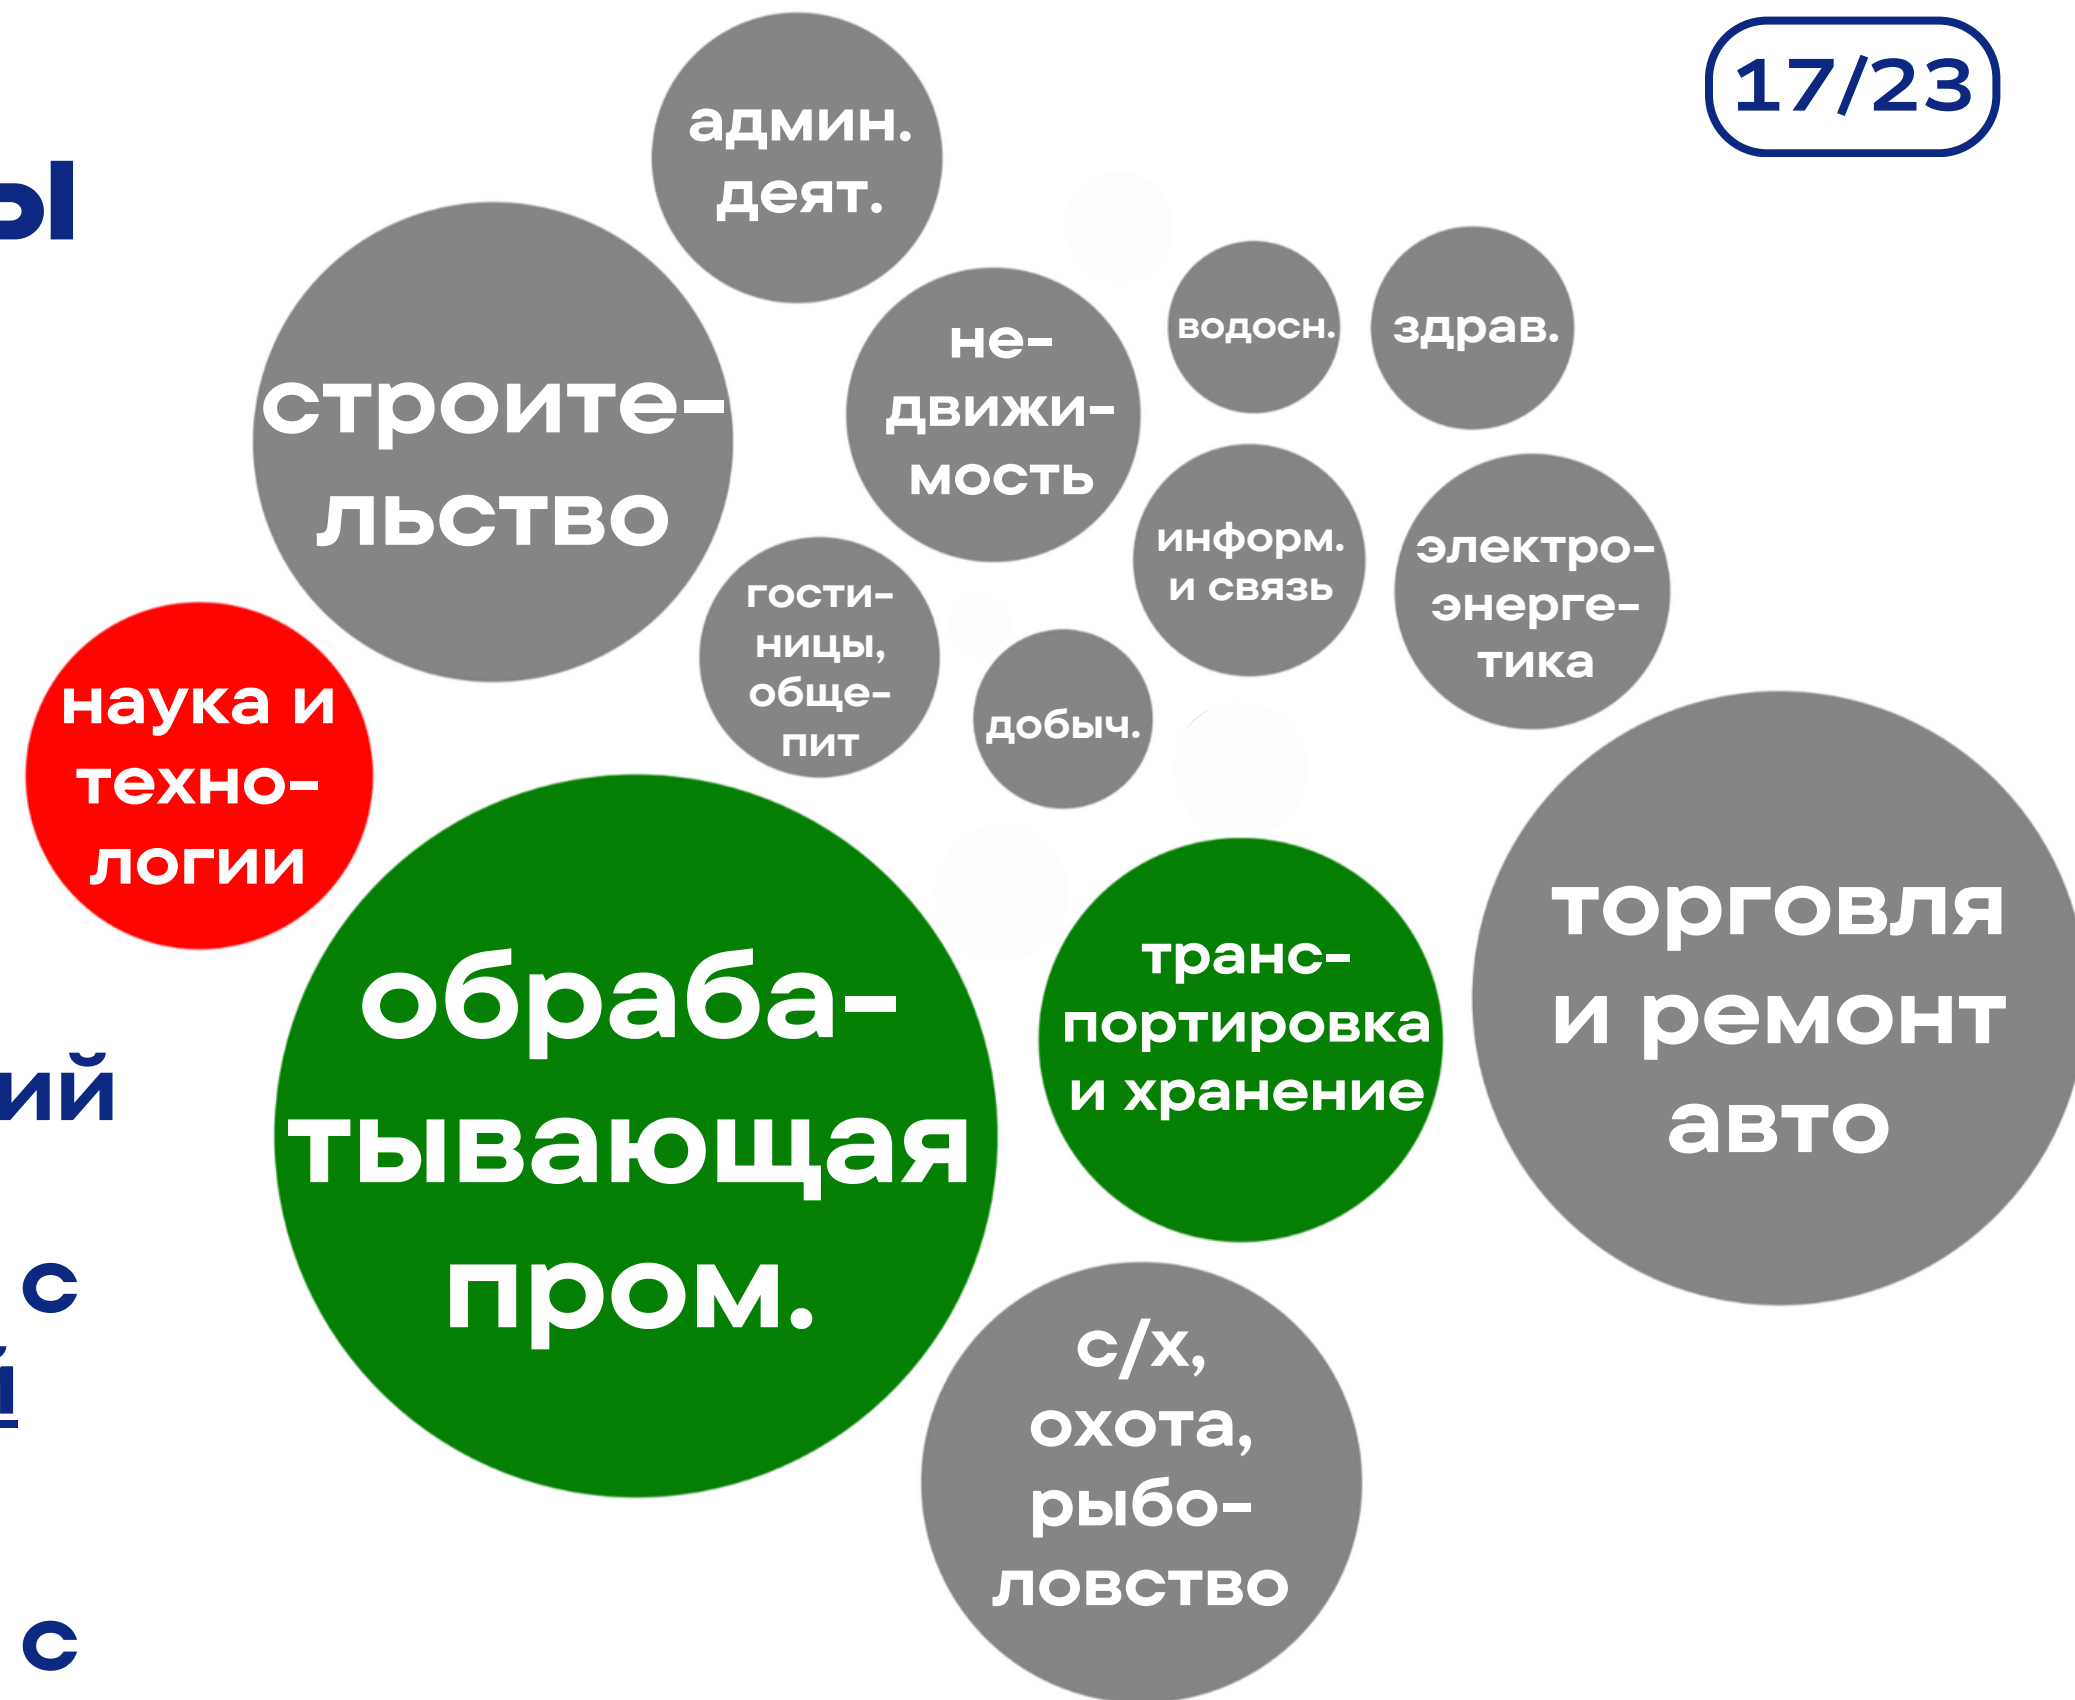 17/23
ы
админ.
деят.
строите-
льство
не-
движи-
мость
водосн.
здрав.
информ.
и связь
электро-
энерге-
тика
гости-
ницы,
обще-
пит
добыч.
наука и
техно-
логии
обраба-
тывающая
пром.
транс-
портировка
и хранение
торговля
и ремонт
авто
ий
с
й
с/х,
охота,
рыбо-
ловство
с